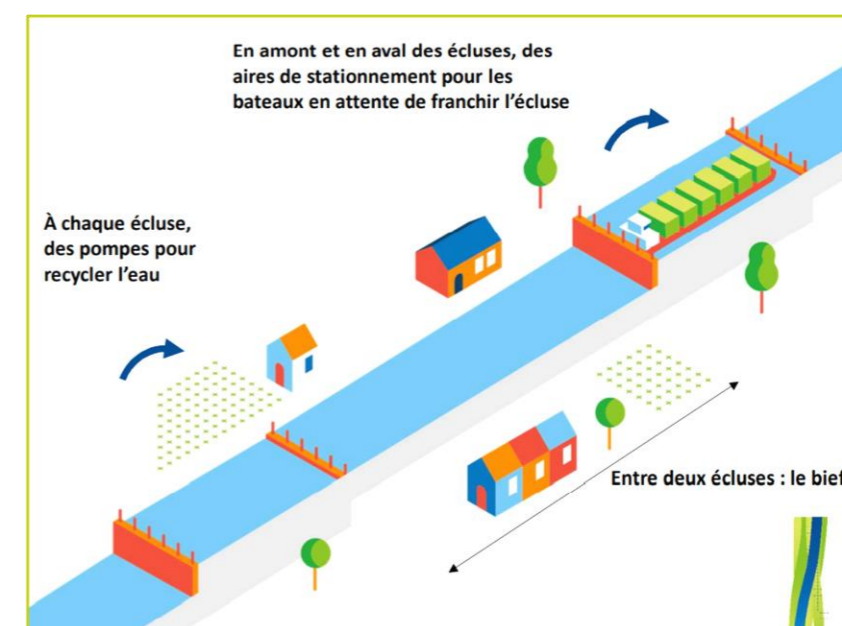 En amont et en aval des écluses, des
aires de stationnement pour les
bateaux en attente de franchir l’écluse
À chaque écluse,
des pompes pour
recycler l’eau
Entre deux écluses : le bief